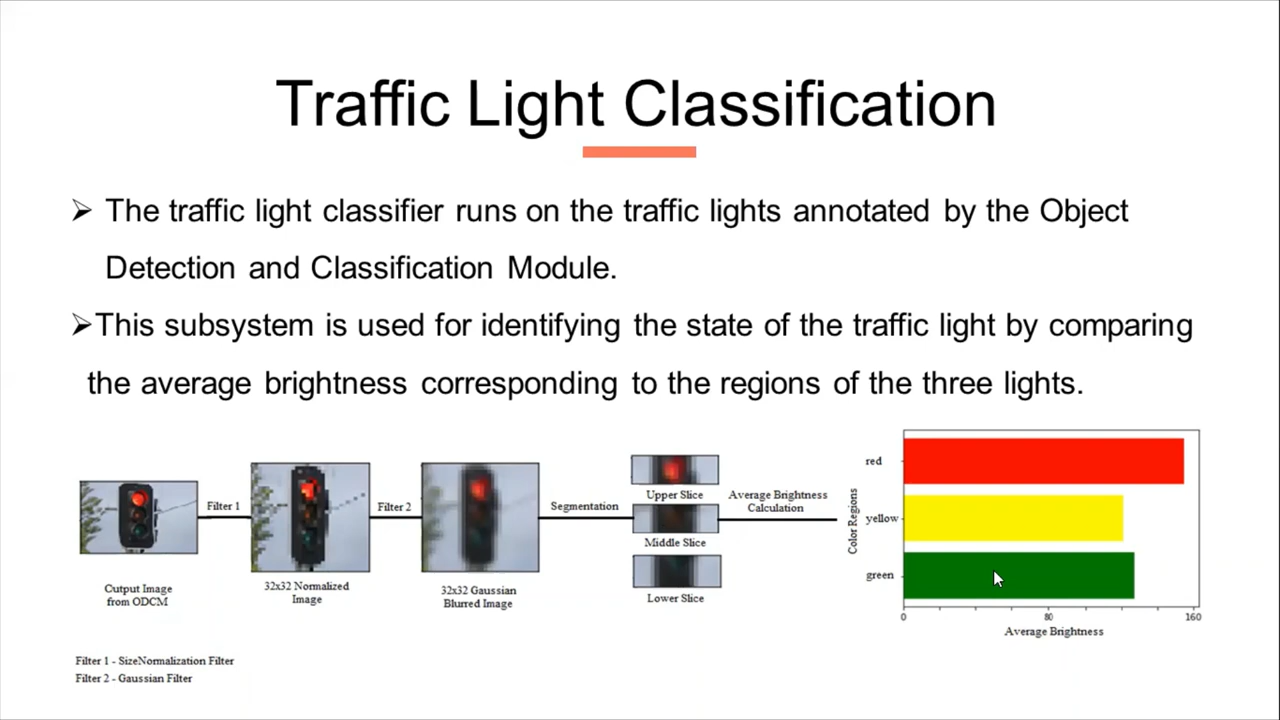 Traffic Light Classification
➢ The traffic light classifier runs on the traffic lights annotated by the Object
Detection and Classification Module.
➢This subsystem is used for identifying the state of the traffic light by comparing
the average brightness corresponding to the regions of the three lights.
Filter 1
Filter 2
Segmentation
Upper Slice
Middle Slice
Lower Slice
Average Brightness
Calculation
Cutput Image
from ODCM
32x32 Normalized
Image
32x32 Gaussian
Blurred Image
Color Regions
red
yellow
green
0 80 160
Average Brightness
Filter 1 - SizeNormalization Filter
Filter 2 - Gaussian Filter